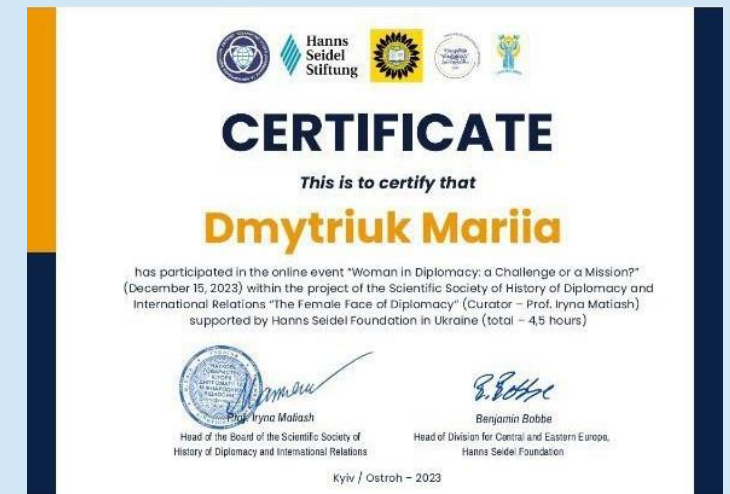 Hanns
Seidel
Stiftung
CERTIFICATE
This is to certify that
Dmytriuk Mariia
has participated in the online event "Woman in Diplomacy: a Challenge or a Mission?"
(December 15, 2023) within the project of the Scientific Society of History of Diplomacy and
International Relations "The Female Face of Diplomacy" (Curator – Prof. Iryna Matiash)
supported by Hanns Seidel Foundation in Ukraine (total – 4,5 hours)
Prof. Iryna Matiash
Benjamin Bobbe
Head of the Board of the Scientific Society of
History of Diplomacy and International Relations
Head of Division for Central and Eastern Europe,
Hanns Seidel Foundation
Kyiv / Ostroh – 2023